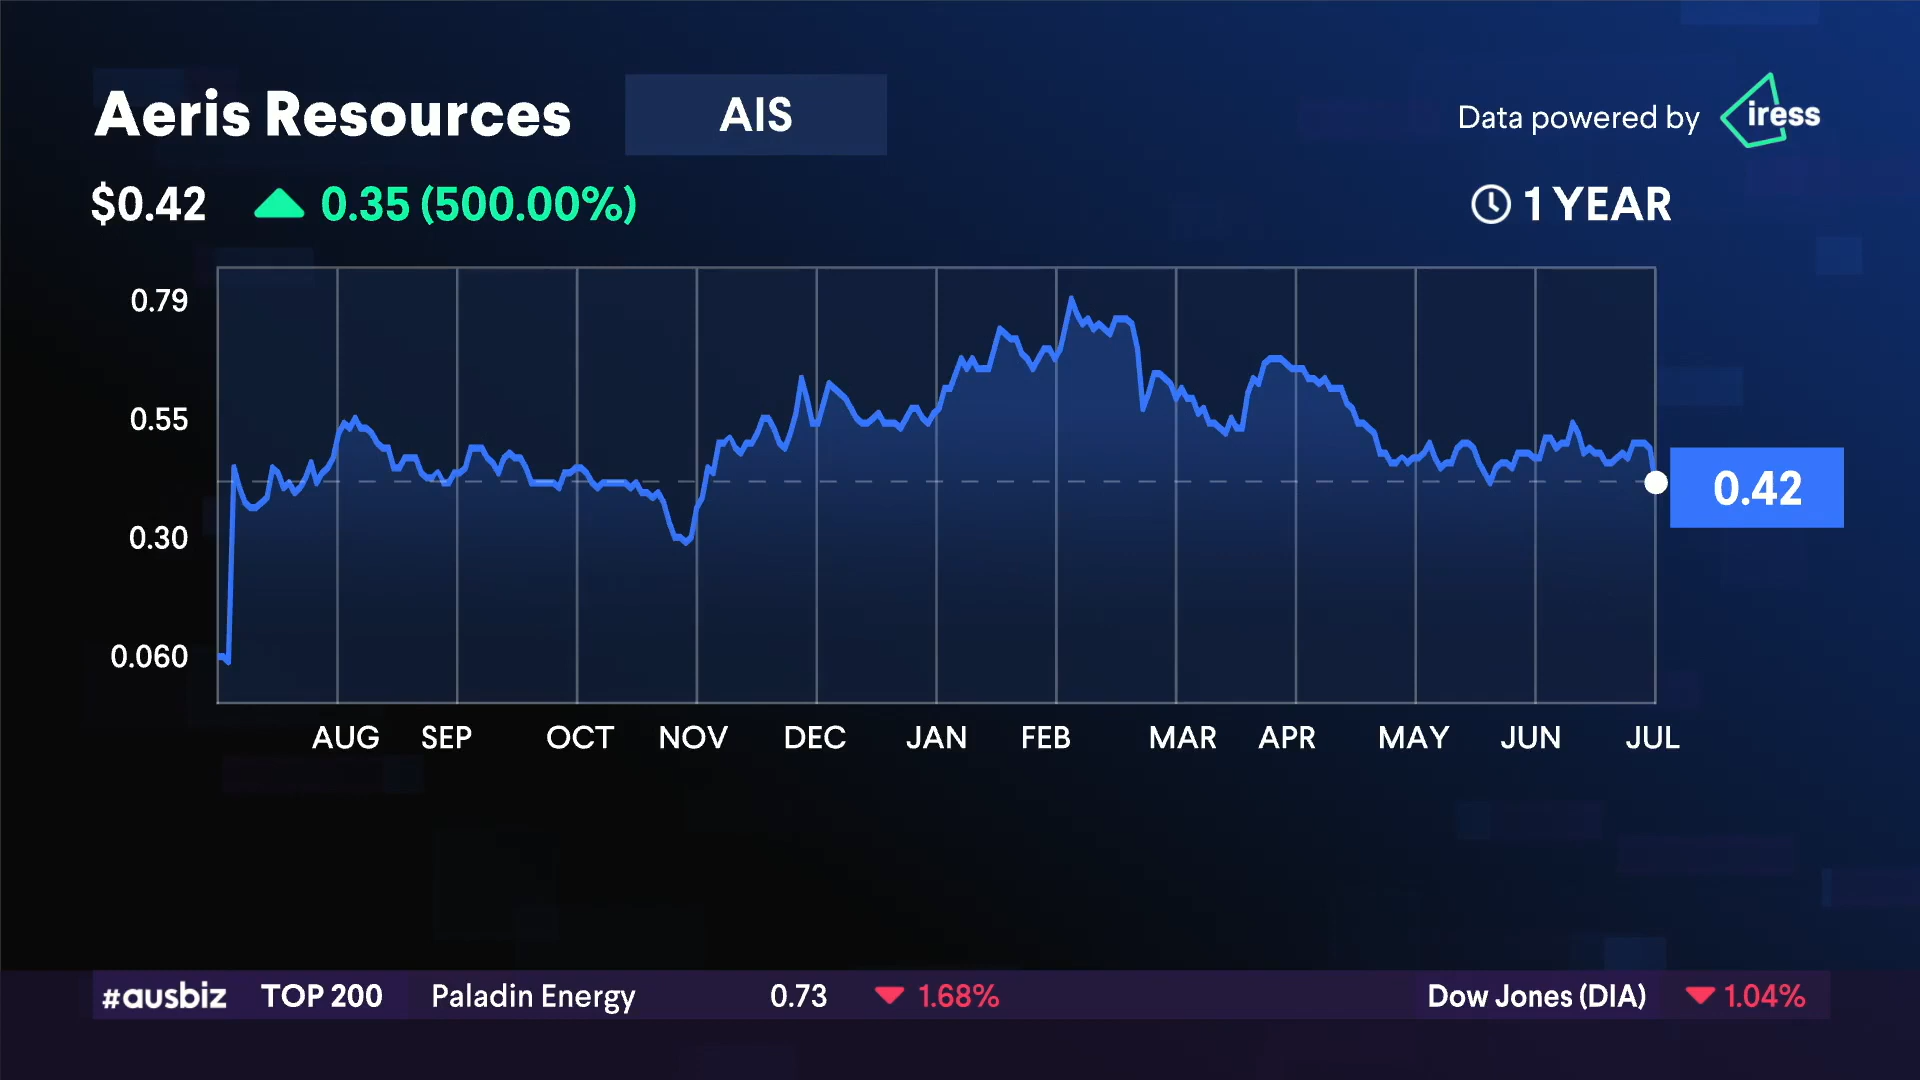 Aeris Resources AIS
Data powered by iress
$0.42 0.35 (500.00%)
1 YEAR
0.79
0.55
0.30
0.060
0.42
AUG SEP OCT NOV DEC JAN FEB MAR APR MAY JUN JUL
#ausbiz TOP 200 Paladin Energy 0.73 1.68% Dow Jones (DIA) 1.04%